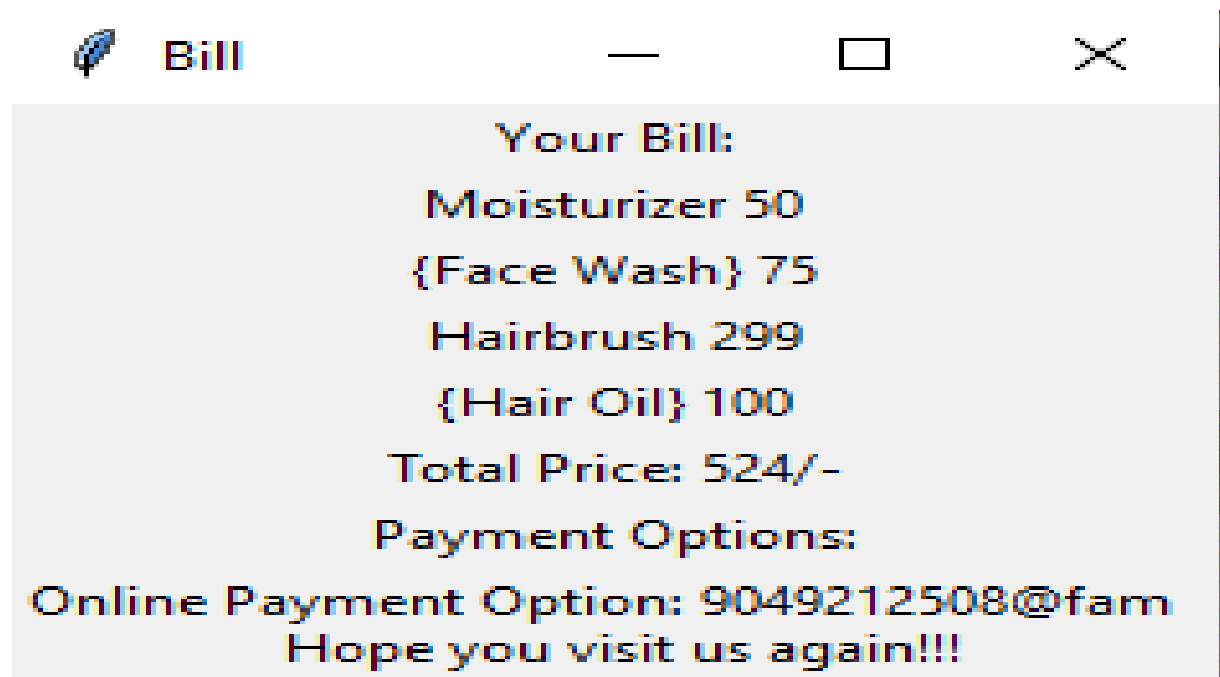 Bill
Your Bill:
Moisturizer 50
{Face Wash} 75
Hairbrush 299
{Hair Oil} 100
Total Price: 524/-
Payment Options:
Online Payment Option: 9049212508@fam
Hope you visit us again!!!